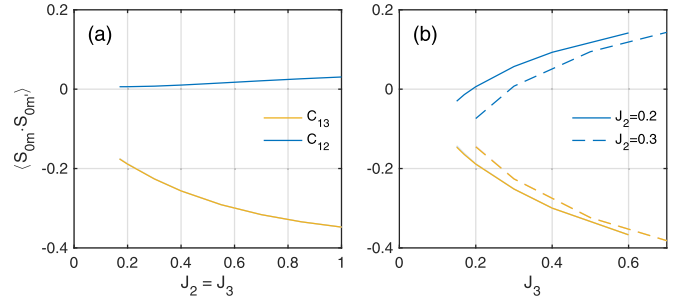 (a)
(b)
0.2
0
-0.2
-0.4
⟨S₀ₘ·S₀ₘ'⟩
C₁₃
C₁₂
0 0.2 0.4 0.6 0.8 1
J₂ = J₃
0.2
0
-0.2
-0.4
J₂=0.2
J₂=0.3
0 0.2 0.4 0.6
J₃